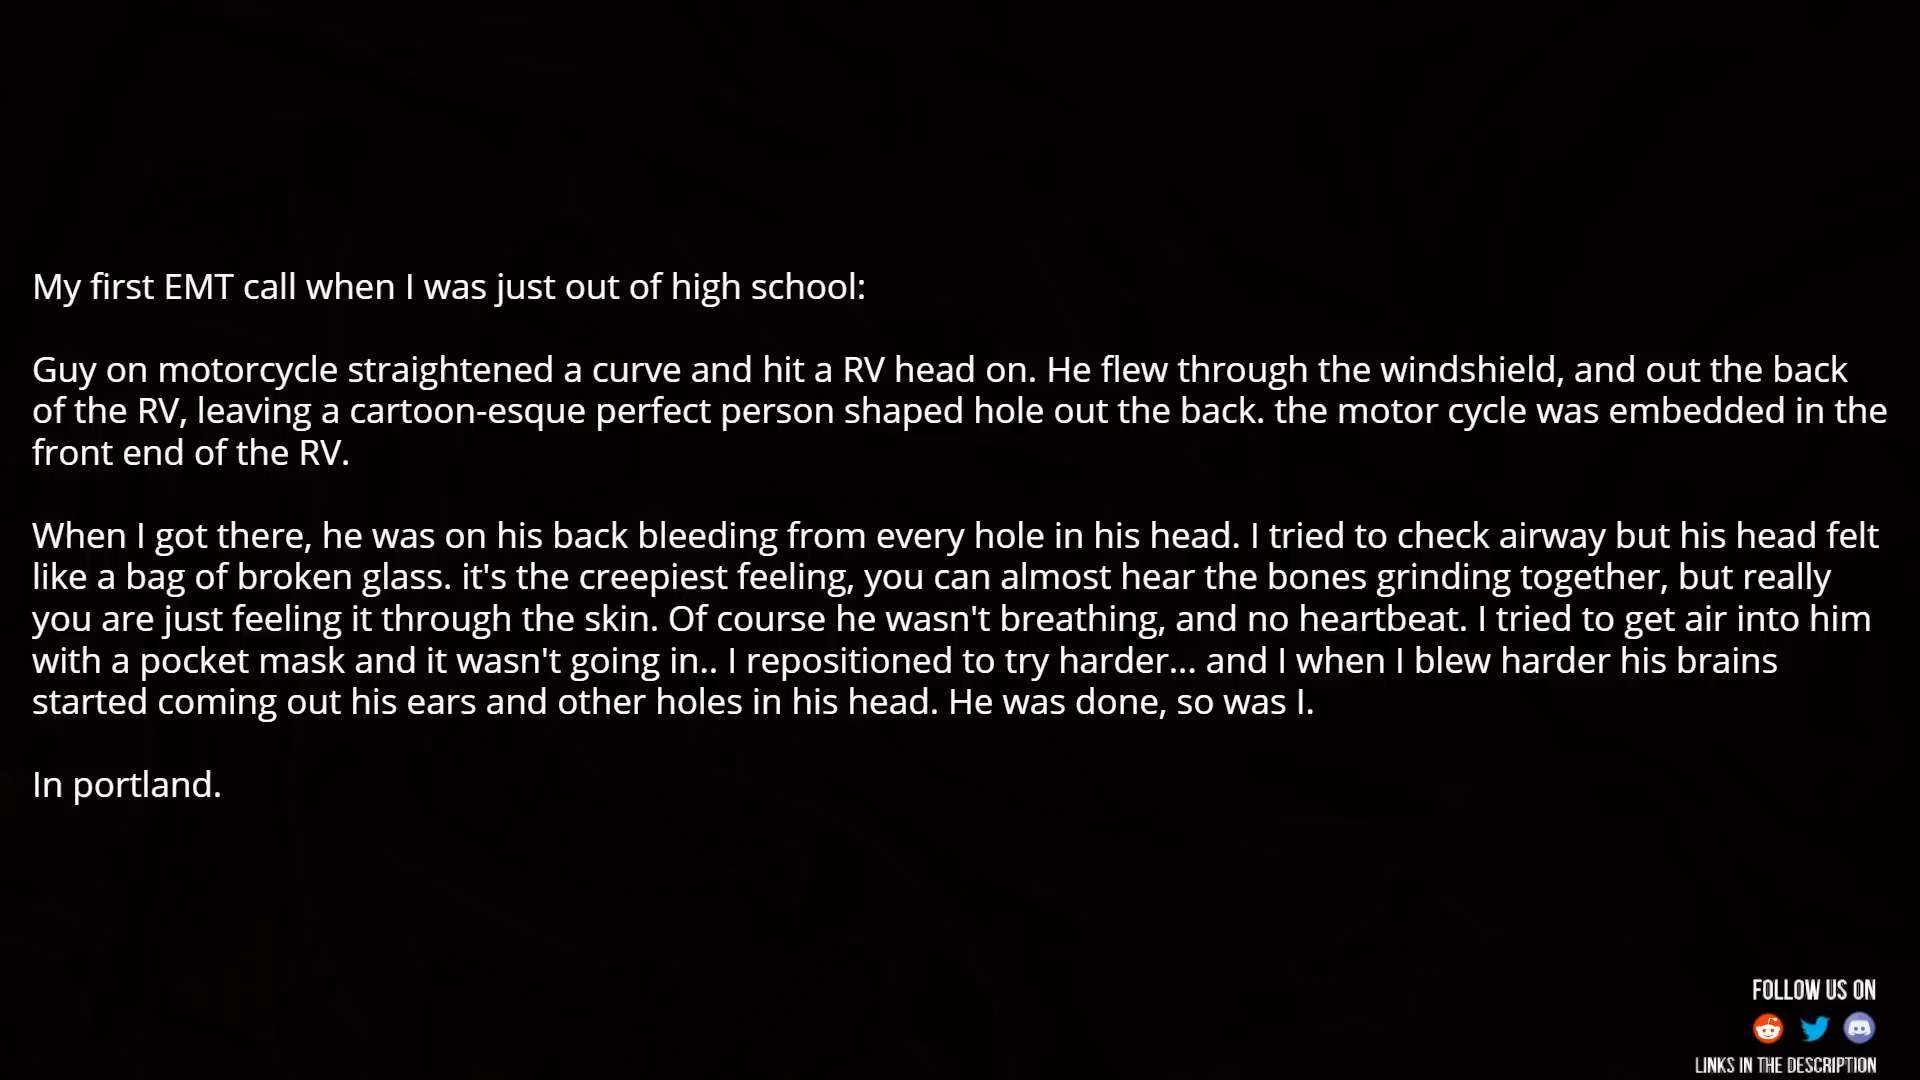 My first EMT call when I was just out of high school:
Guy on motorcycle straightened a curve and hit a RV head on. He flew through the windshield, and out the back
of the RV, leaving a cartoon-esque perfect person shaped hole out the back. the motor cycle was embedded in the
front end of the RV.
When I got there, he was on his back bleeding from every hole in his head. I tried to check airway but his head felt
like a bag of broken glass. it's the creepiest feeling, you can almost hear the bones grinding together, but really
you are just feeling it through the skin. Of course he wasn't breathing, and no heartbeat. I tried to get air into him
with a pocket mask and it wasn't going in.. I repositioned to try harder... and I when I blew harder his brains
started coming out his ears and other holes in his head. He was done, so was I.
In portland.
FOLLOW US ON
LINKS IN THE DESCRIPTION